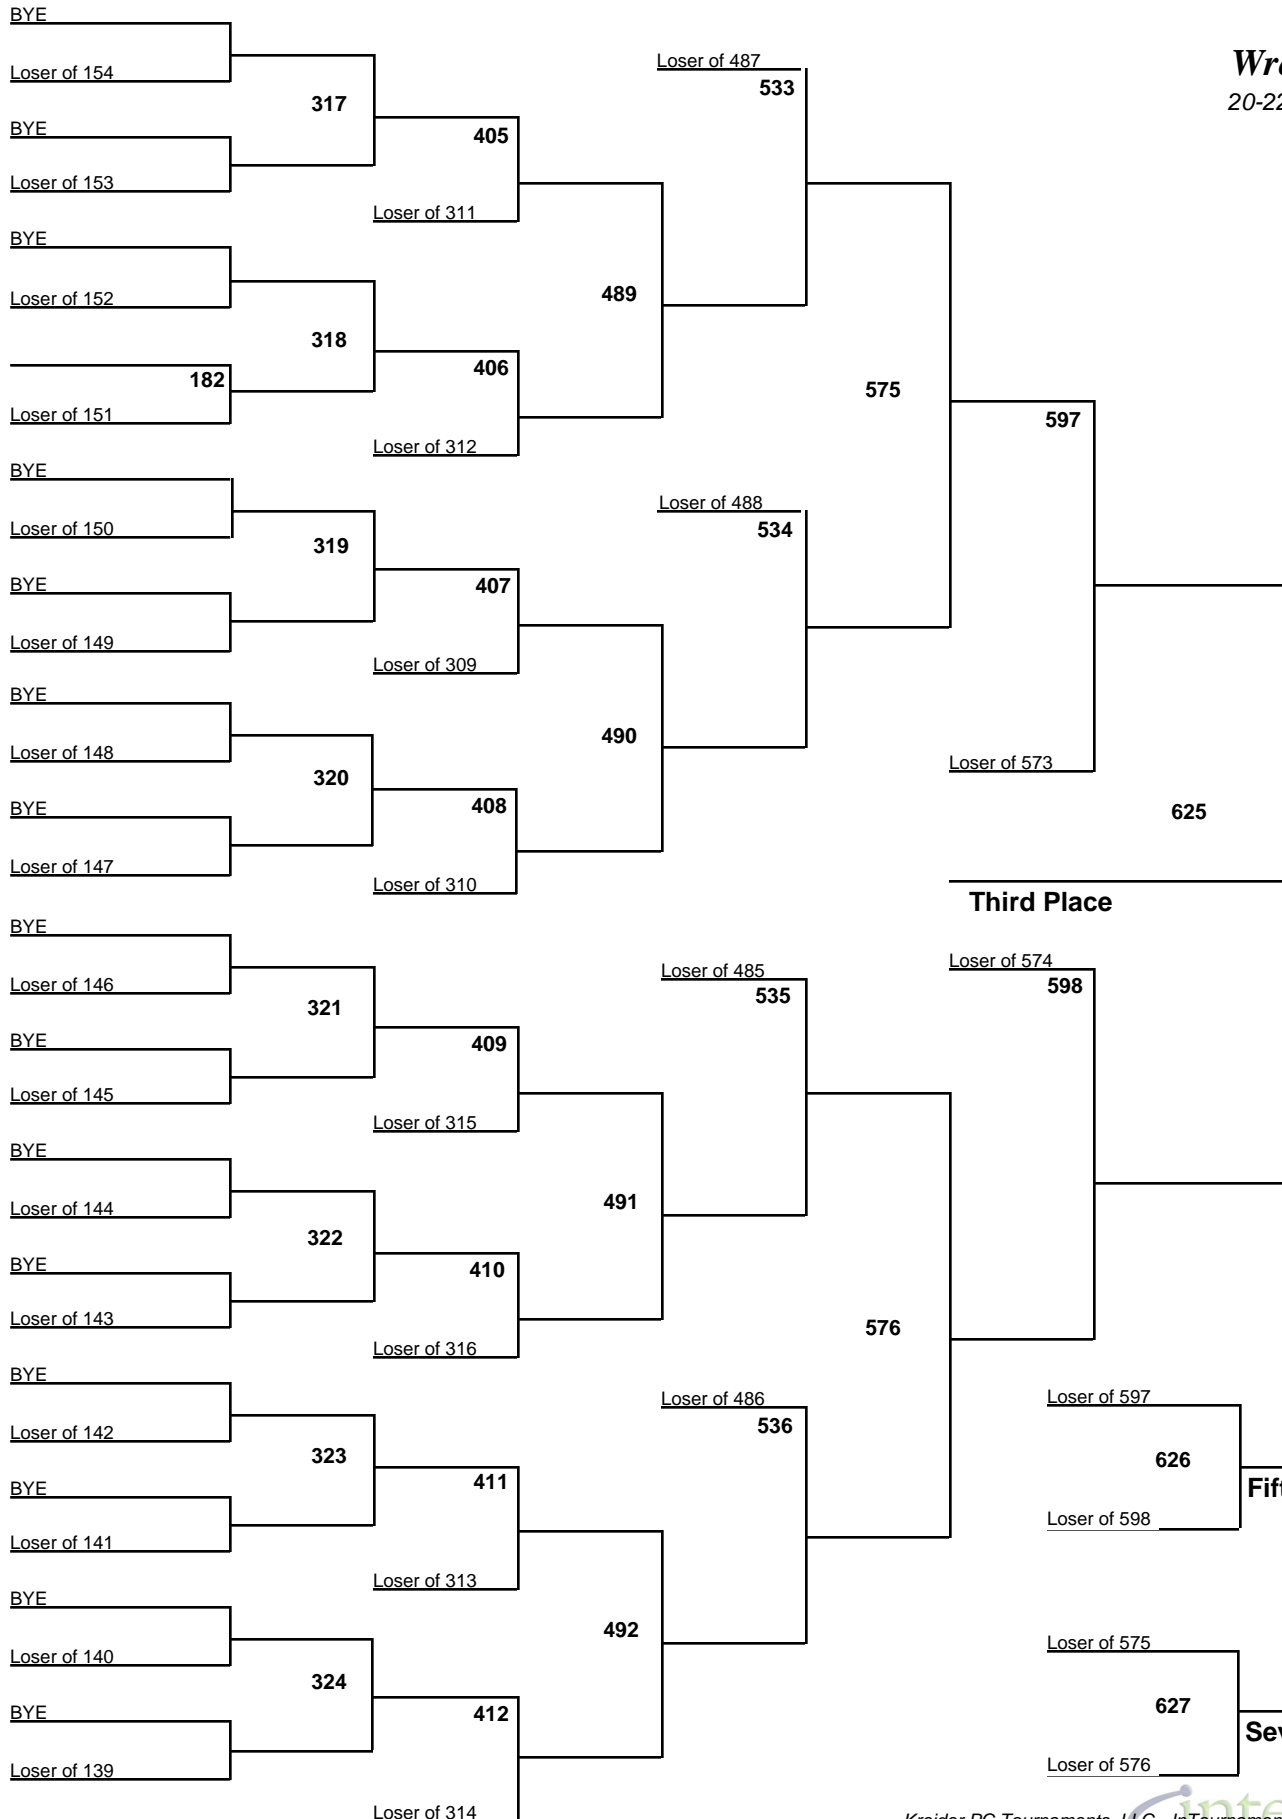 BYE
Loser of 154
317
BYE
Loser of 153
405
Loser of 311
BYE
Loser of 152
318
182
Loser of 151
406
Loser of 312
489
Loser of 487
533
BYE
Loser of 150
319
BYE
Loser of 149
407
Loser of 309
BYE
Loser of 148
320
BYE
Loser of 147
408
Loser of 310
490
Loser of 488
534
575
597
Loser of 573
625
Third Place
BYE
Loser of 146
321
BYE
Loser of 145
409
Loser of 315
BYE
Loser of 144
322
BYE
Loser of 143
410
Loser of 316
491
Loser of 485
535
Loser of 574
598
BYE
Loser of 142
323
BYE
Loser of 141
411
Loser of 313
BYE
Loser of 140
324
BYE
Loser of 139
412
Loser of 314
492
Loser of 486
536
576
Loser of 597
626
Loser of 598
Loser of 575
627
Loser of 576
20-22